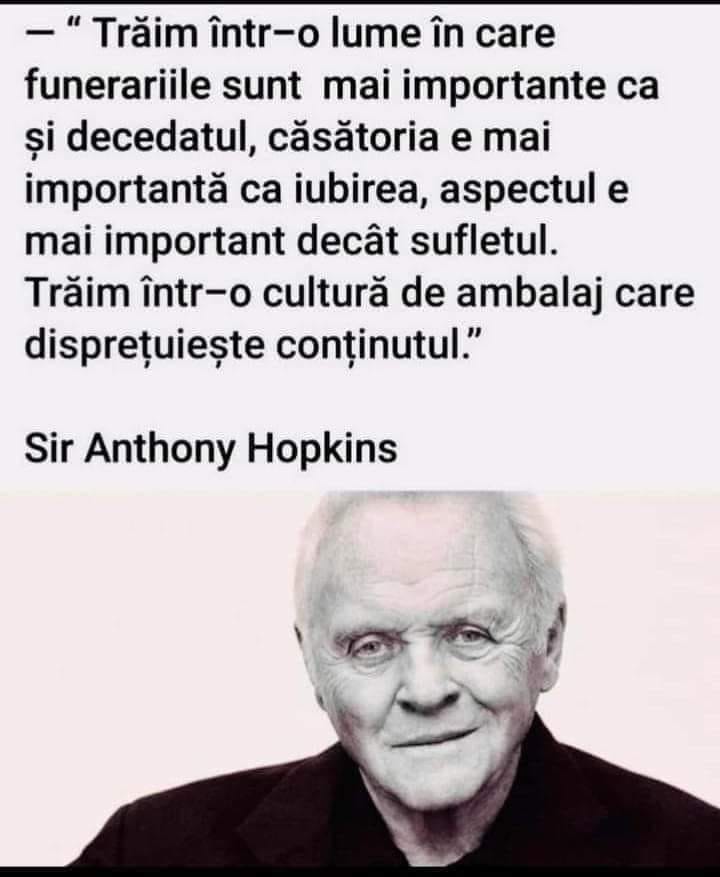 — “ Trăim într–o lume în care
funerariile sunt mai importante ca
și decedatul, căsătoria e mai
importantă ca iubirea, aspectul e
mai important decât sufletul.
Trăim într–o cultură de ambalaj care
disprețuiește conținutul.”
Sir Anthony Hopkins